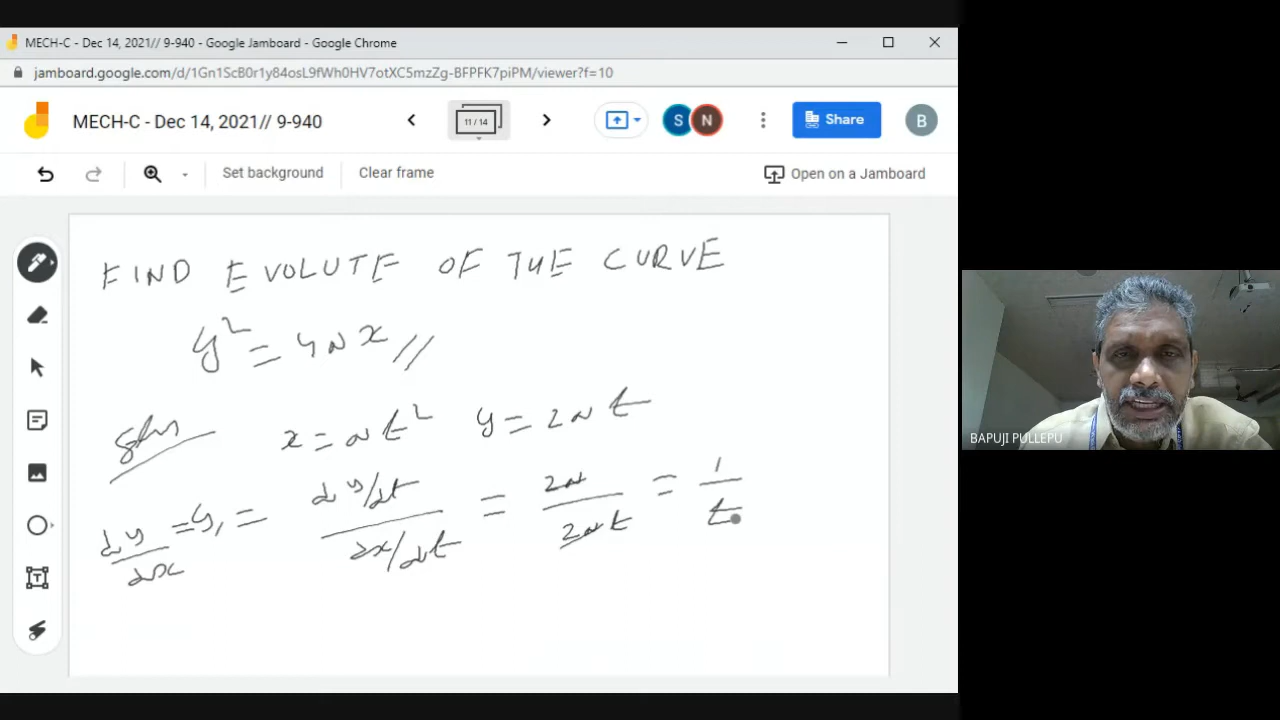 MECH-C - Dec 14, 2021// 9-940 - Google Jamboard - Google Chrome
jamboard.google.com/d/1Gn1ScB0r1y84osL9fWh0HV7otXC5mzZg-BFPFK7piPM/viewer?f=10
MECH-C - Dec 14, 2021// 9-940
11 / 14
S N
Share
B
Set background
Clear frame
Open on a Jamboard
FIND EVOLUTE OF THE CURVE
y² = 4ax //
Soln x = at² y = 2at
dy/dx = y₁ = (dy/dt)/(dx/dt) = 2a/2at = 1/t
BAPUJI PULLEPU